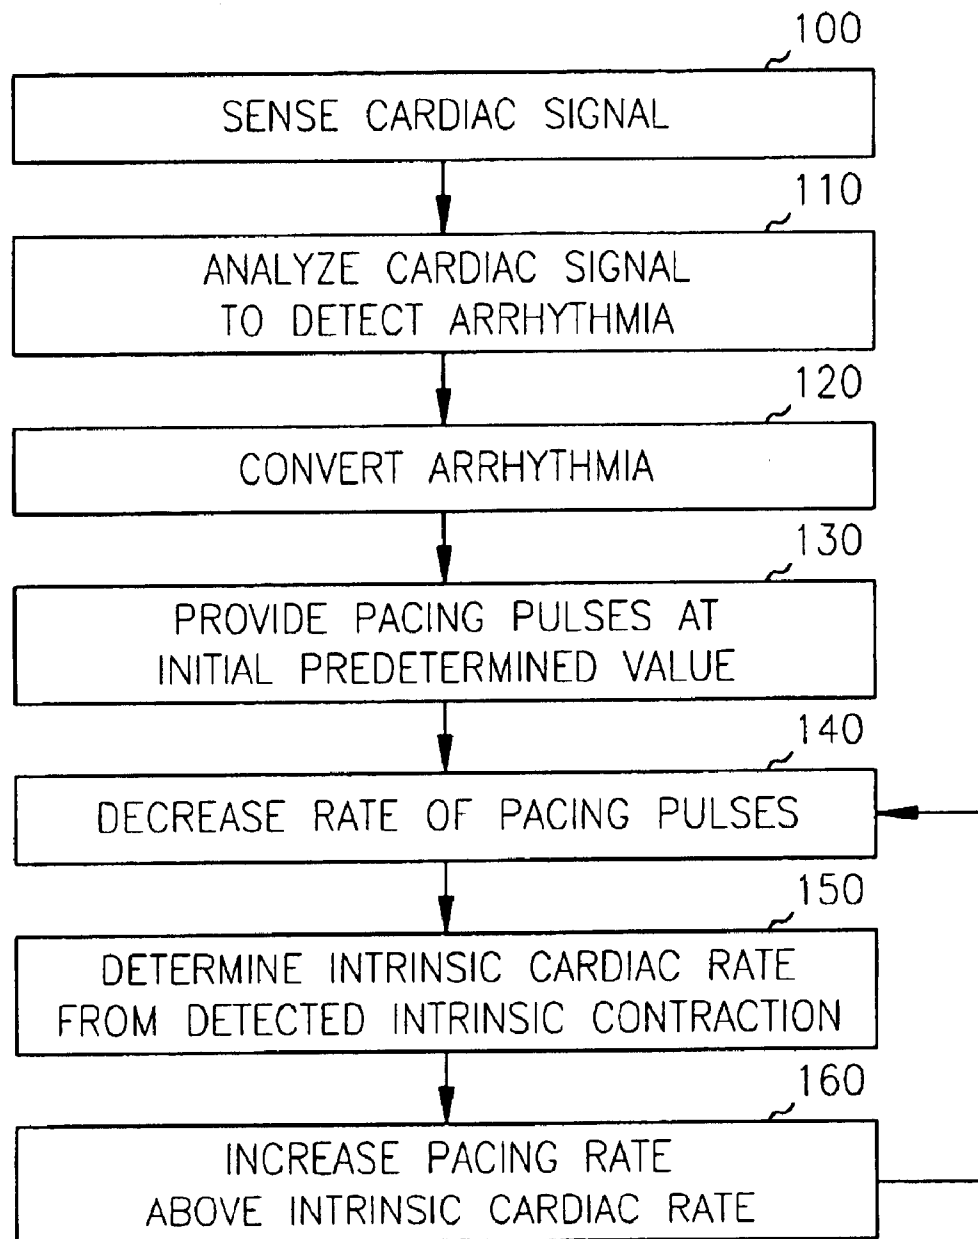 100
SENSE CARDIAC SIGNAL
110
ANALYZE CARDIAC SIGNAL
TO DETECT ARRHYTHMIA
120
CONVERT ARRHYTHMIA
130
PROVIDE PACING PULSES AT
INITIAL PREDETERMINED VALUE
140
DECREASE RATE OF PACING PULSES
150
DETERMINE INTRINSIC CARDIAC RATE
FROM DETECTED INTRINSIC CONTRACTION
160
INCREASE PACING RATE
ABOVE INTRINSIC CARDIAC RATE